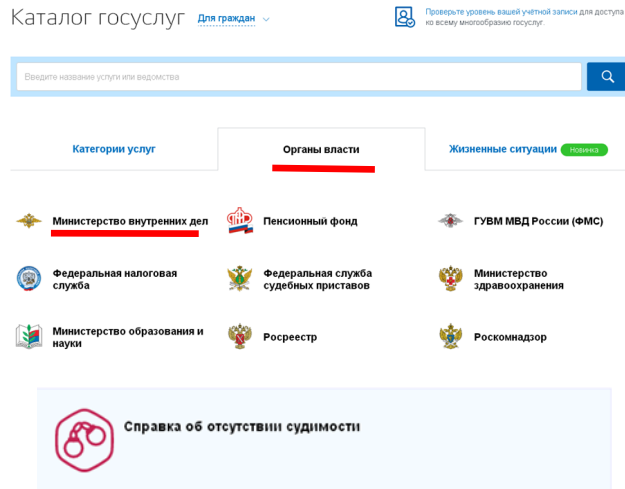 Каталог госуслуг Для граждан
Проверьте уровень вашей учётной записи для доступа
ко всему многообразию госуслуг.
Введите название услуги или ведомства
Категории услуг
Органы власти
Жизненные ситуации Новинка
Министерство внутренних дел
Пенсионный фонд
ГУВМ МВД России (ФМС)
Федеральная налоговая
служба
Федеральная служба
судебных приставов
Министерство
здравоохранения
Министерство образования и
науки
Росреестр
Роскомнадзор
Справка об отсутствии судимости